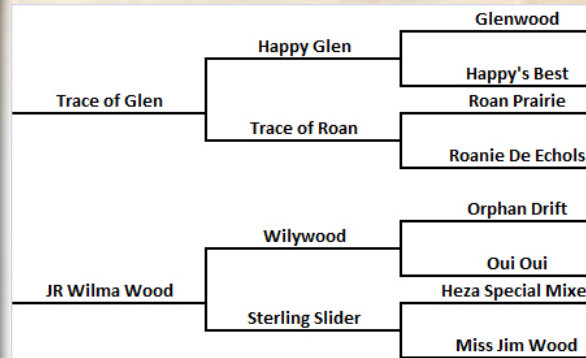 Glenwood
Happy Glen
Happy's Best
Trace of Glen
Roan Prairie
Trace of Roan
Roanie De Echols
Orphan Drift
Wilywood
Oui Oui
JR Wilma Wood
Heza Special Mixe
Sterling Slider
Miss Jim Wood